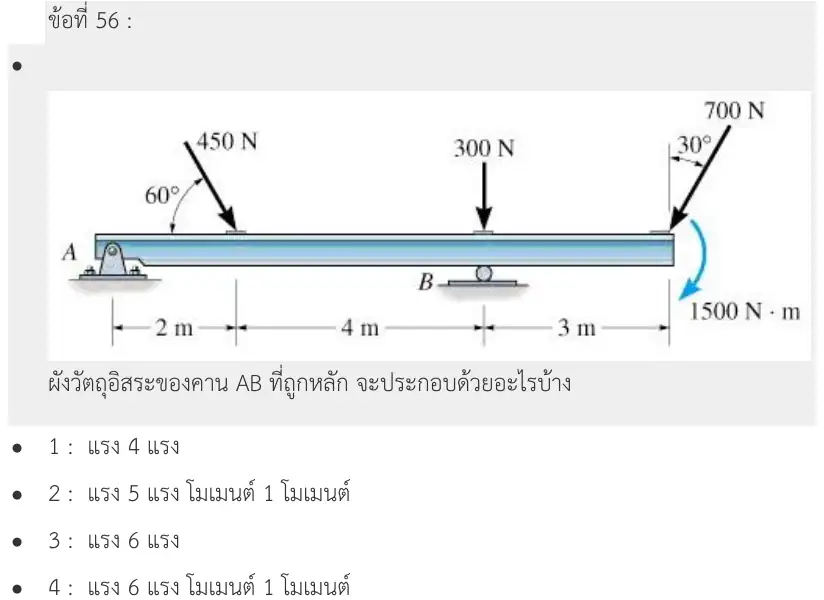 ข้อที่ 56 :
700 N
450 N
300 N
30°
60°
A
B
1500 N · m
2 m
4 m
3 m
ผังวัตถุอิสระของคาน AB ที่ถูกหลัก จะประกอบด้วยอะไรบ้าง
1 : แรง 4 แรง
2 : แรง 5 แรง โมเมนต์ 1 โมเมนต์
3 : แรง 6 แรง
4 : แรง 6 แรง โมเมนต์ 1 โมเมนต์